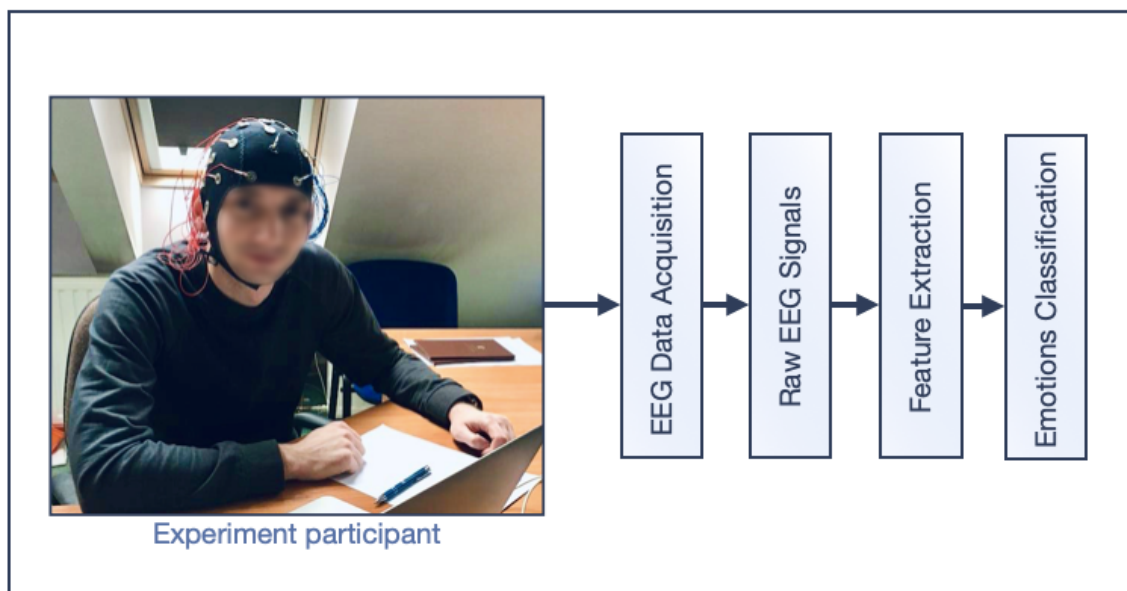 Experiment participant
EEG Data Acquisition
Raw EEG Signals
Feature Extraction
Emotions Classification